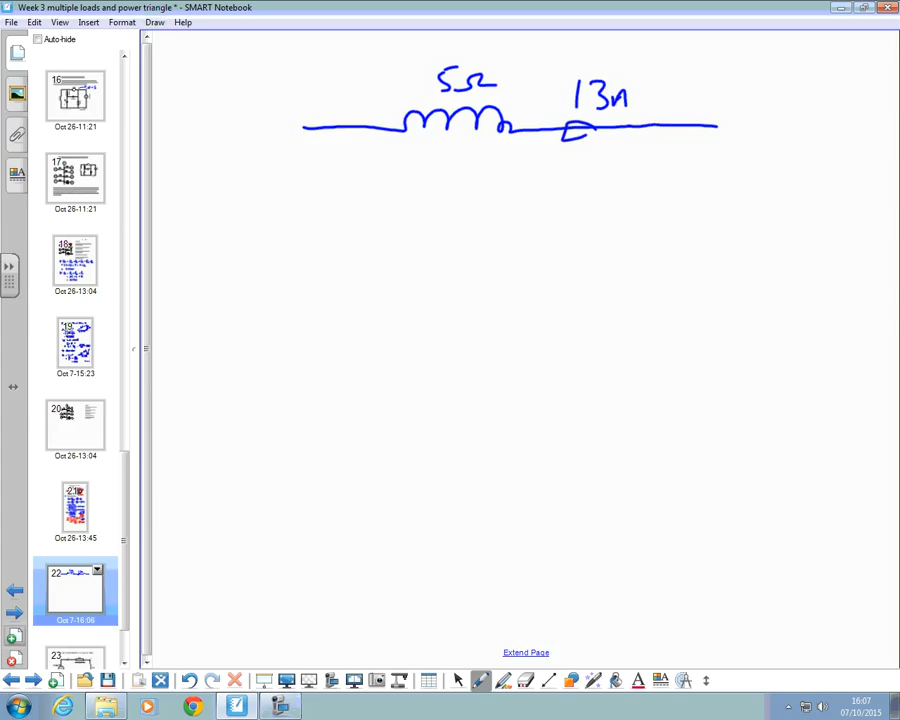 Week 3 multiple loads and power triangle * - SMART Notebook
File Edit View Insert Format Draw Window Help
Auto-hide
16
Oct 26-11:21
17
Oct 26-11:21
18
Oct 26-13:04
19
Oct 7-15:23
20
Oct 26-13:04
21
Oct 26-13:45
22
Oct 7-16:06
23
5Ω
13A
Extend Page
16:07
07/10/2015